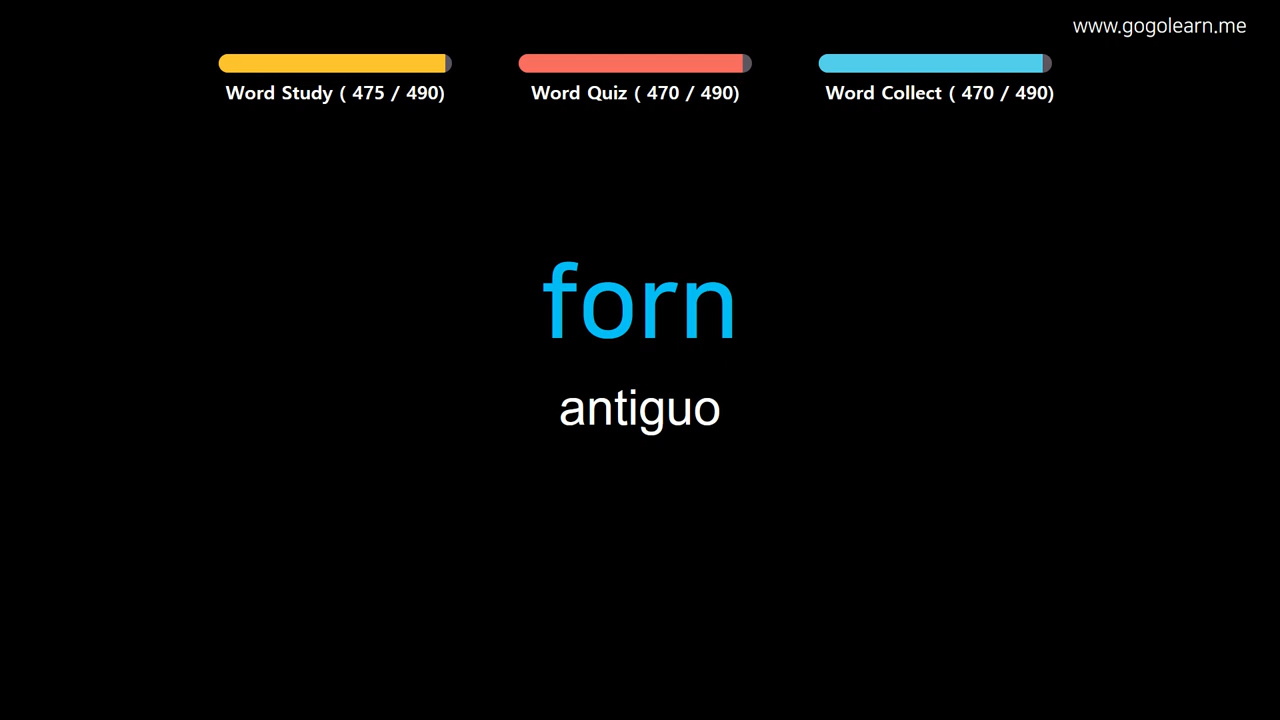 www.gogolearn.me
Word Study ( 475 / 490)
Word Quiz ( 470 / 490)
Word Collect ( 470 / 490)
forn
antiguo